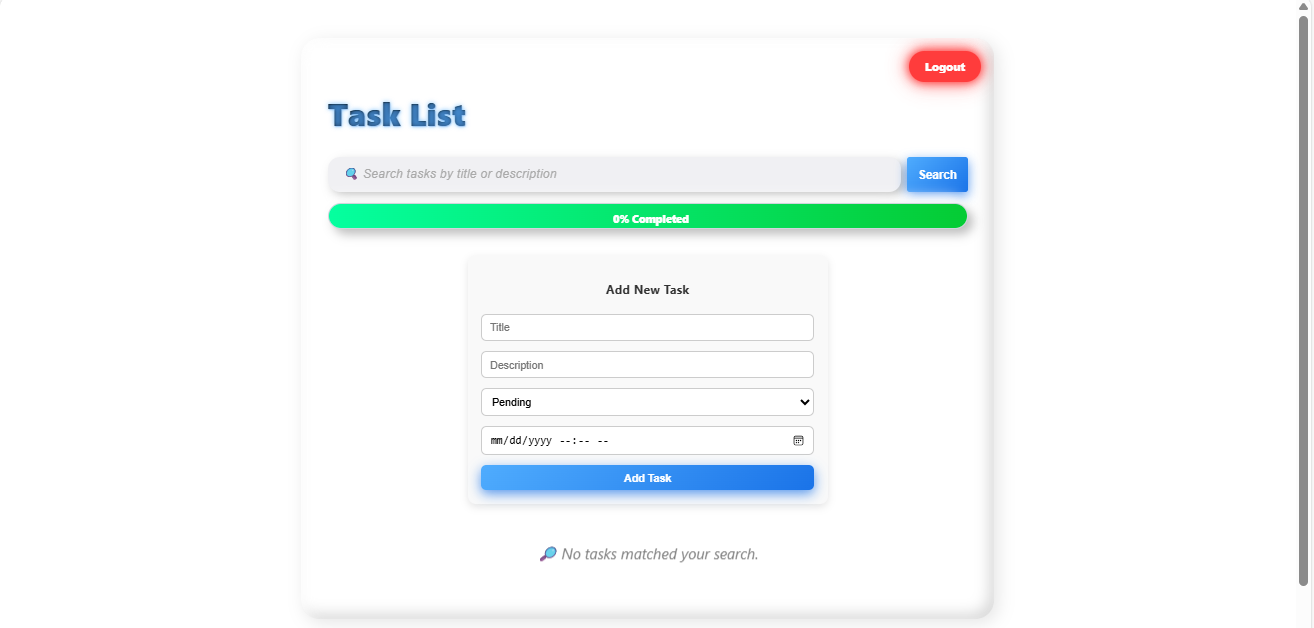 Logout
Task List
Search tasks by title or description
Search
0% Completed
Add New Task
Title
Description
Pending
mm/dd/yyyy --:-- --
Add Task
No tasks matched your search.